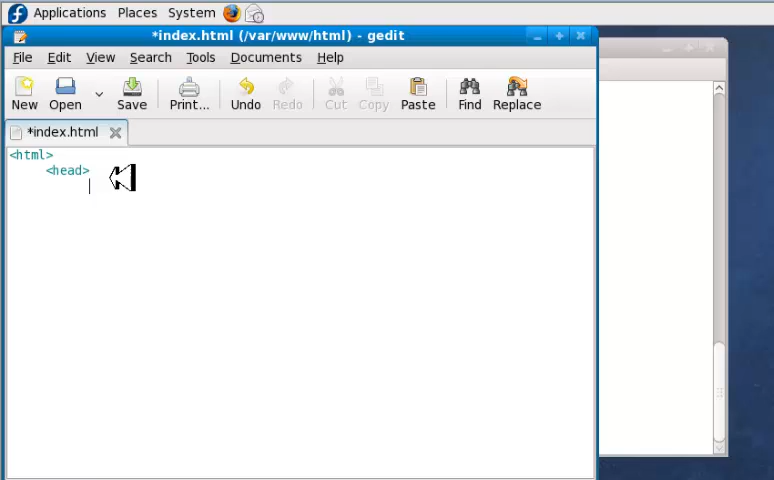 Applications Places System
*index.html (/var/www/html) - gedit
File Edit View Search Tools Documents Help
New Open Save Print... Undo Redo Cut Copy Paste Find Replace
*index.html
<html>
<head>